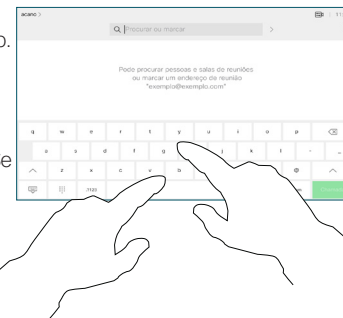 acano >
o.
Procurar ou marcar
Pode procurar pessoas e salas de reuniões
ou marcar um endereço de reunião
"exemplo@exemplo.com"
q w e r t y u i o p
a s d f g j k l - _
se
z x c v b @
.123